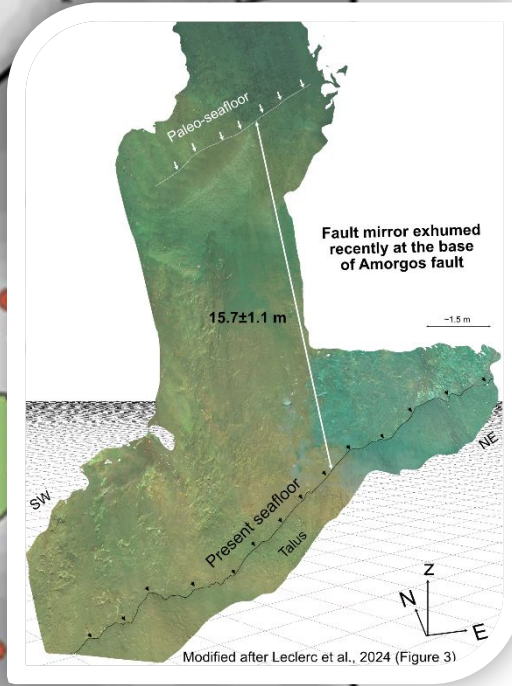 Paleo-seafloor
Fault mirror exhumed
recently at the base
of Amorgos fault
15.7±1.1 m
~1.5 m
SW
NE
Present seafloor
Talus
Z
N
E
Modified after Leclerc et al., 2024 (Figure 3)